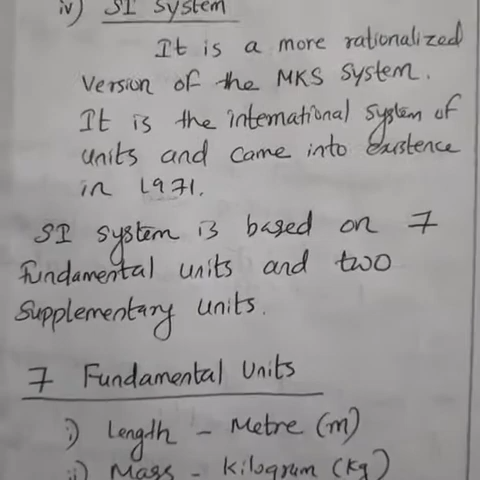 iv) SI System
It is a more rationalized
version of the MKS system.
It is the international system of
units and came into existence
in 1971.
SI system is based on 7
fundamental units and two
supplementary units.
7 Fundamental Units
i) Length - Metre (m)
ii) Mass - kilogram (kg)